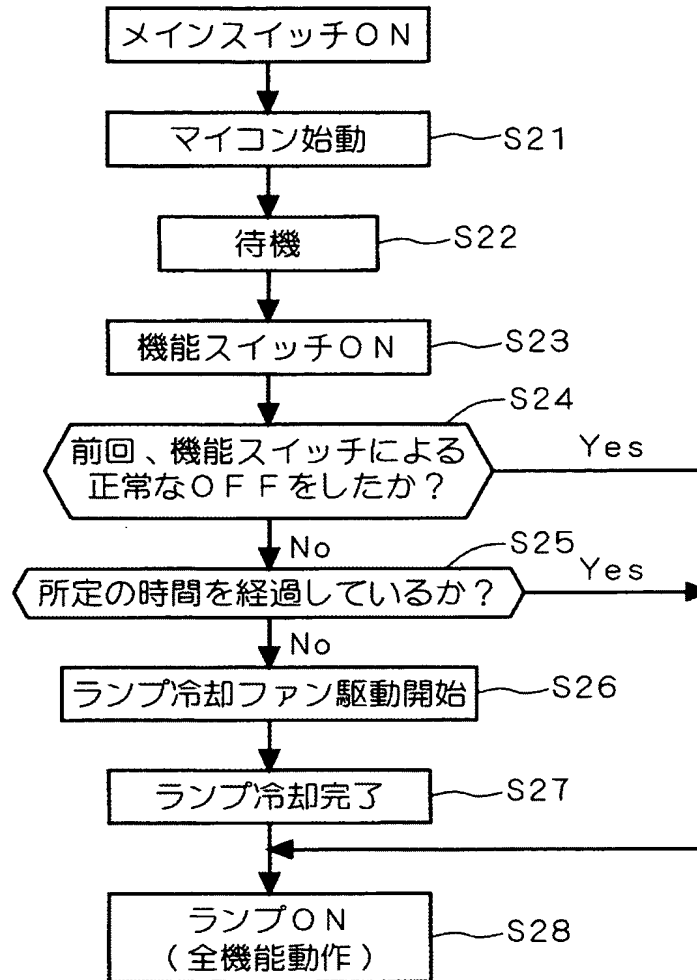 メインスイッチON
マイコン始動
S21
待機
S22
機能スイッチON
S23
S24
前回、機能スイッチによる
正常なOFFをしたか?
Yes
No
S25
所定の時間を経過しているか?
Yes
No
ランプ冷却ファン駆動開始
S26
ランプ冷却完了
S27
ランプON
(全機能動作)
S28